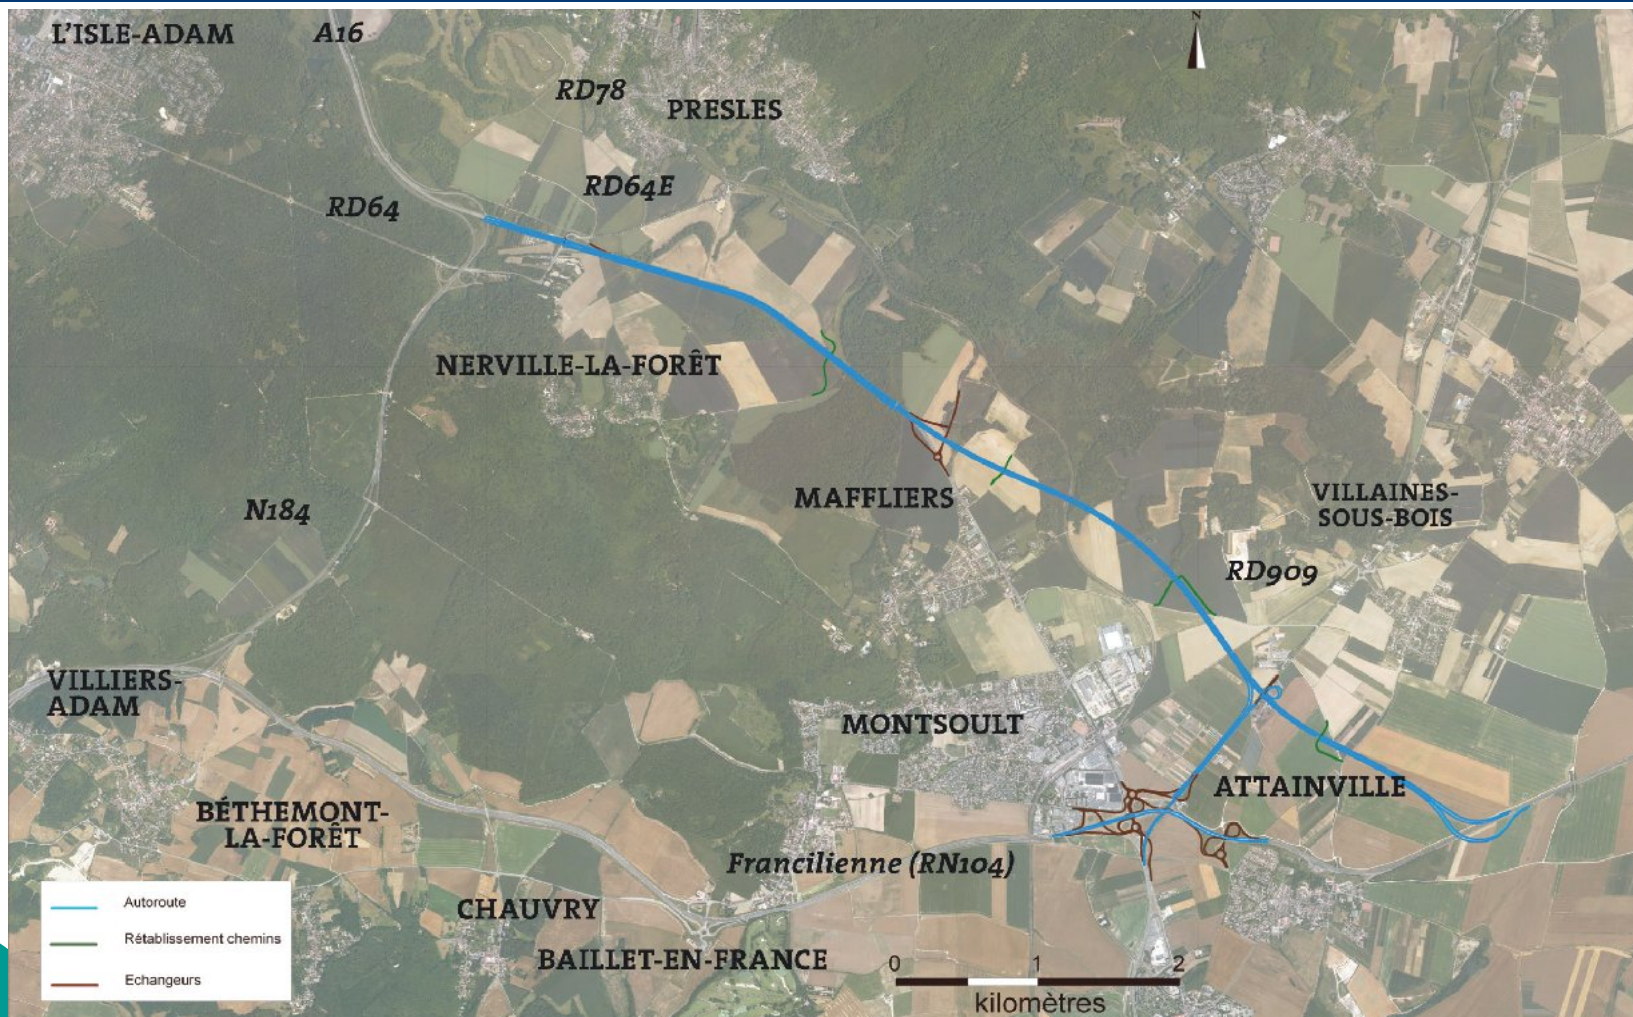 L'ISLE-ADAM
A16
N
RD78
PRESLES
RD64E
RD64
NERVILLE-LA-FORÊT
MAFFLIERS
VILLAINES-
SOUS-BOIS
N184
RD909
VILLIERS-
ADAM
MONTSOULT
ATTAINVILLE
BÉTHEMONT-
LA-FORÊT
Francilienne (RN104)
CHAUVRY
BAILLET-EN-FRANCE
Autoroute
Rétablissement chemins
Echangeurs
0 1 2
kilomètres